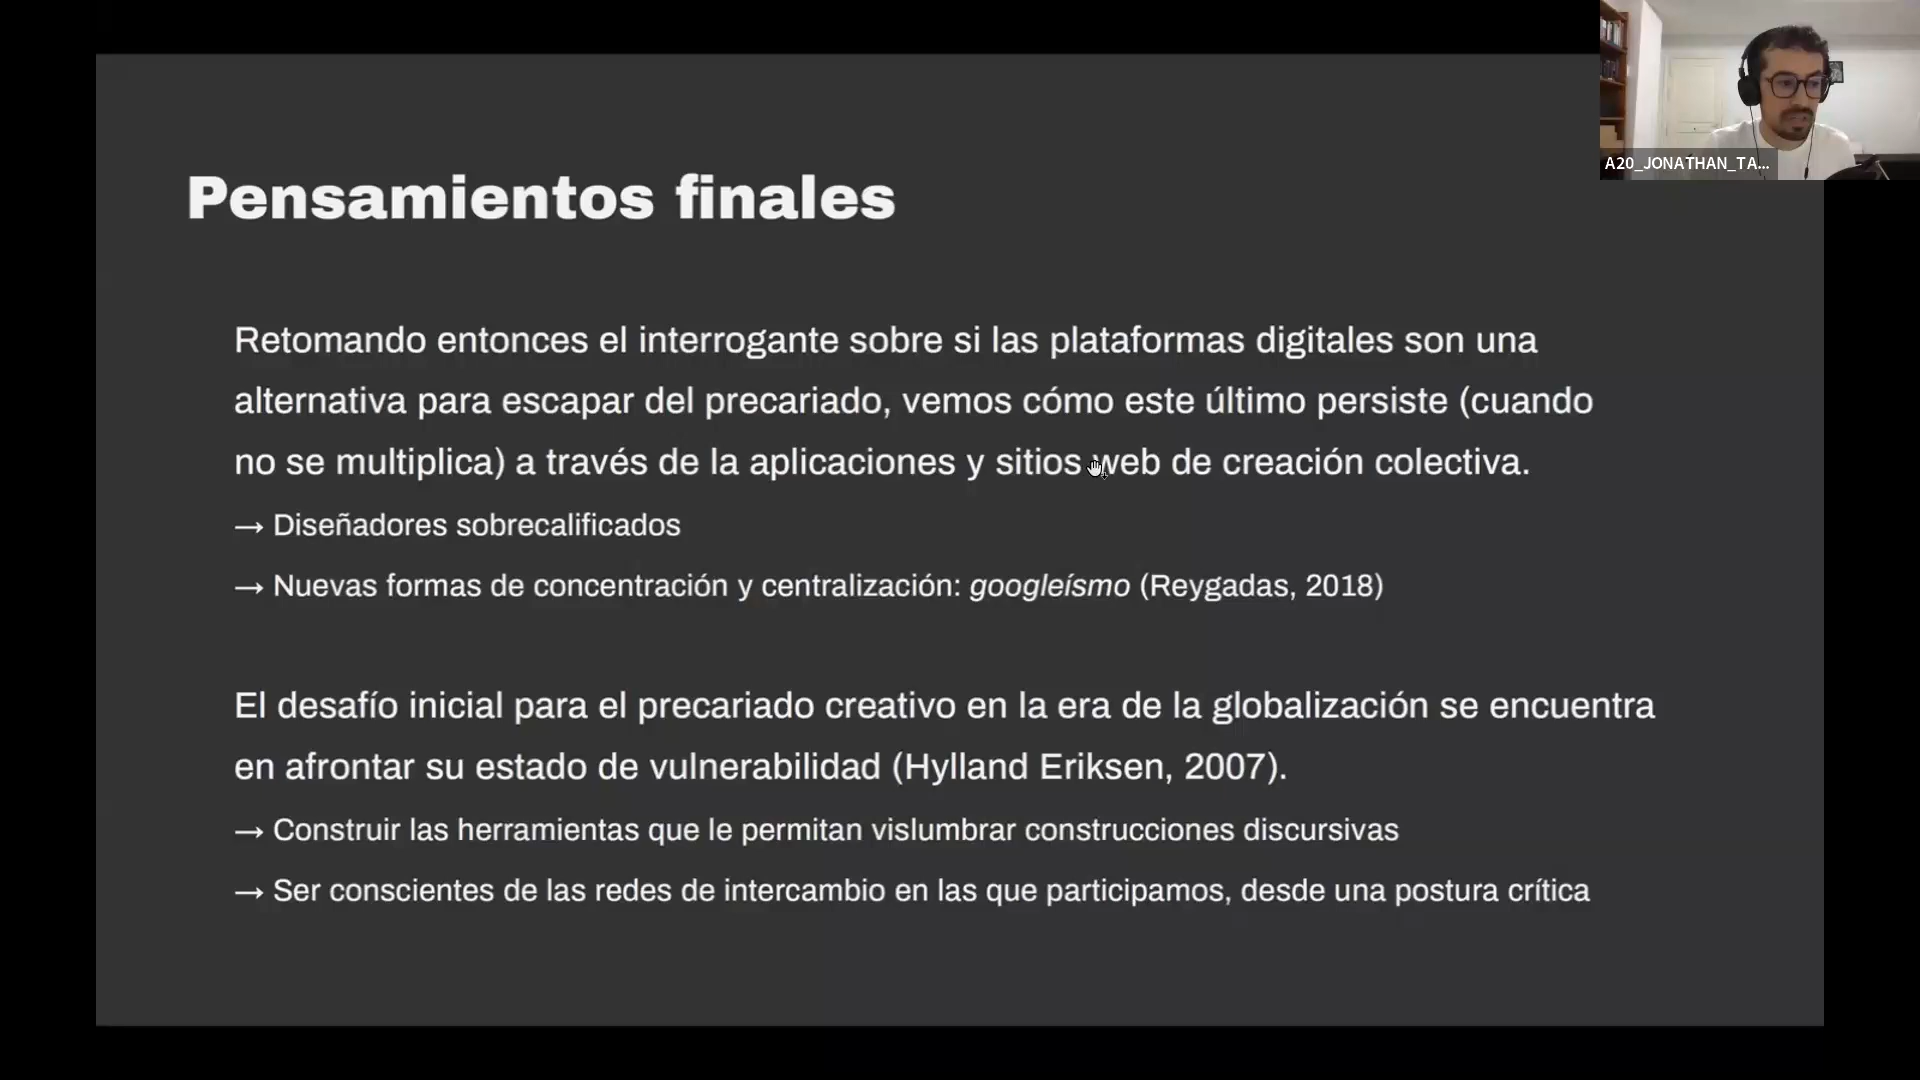 A20_JONATHAN_TA...
Pensamientos finales
Retomando entonces el interrogante sobre si las plataformas digitales son una
alternativa para escapar del precariado, vemos cómo este último persiste (cuando
no se multiplica) a través de la aplicaciones y sitios web de creación colectiva.
→ Diseñadores sobrecalificados
→ Nuevas formas de concentración y centralización: googleísmo (Reygadas, 2018)
El desafío inicial para el precariado creativo en la era de la globalización se encuentra
en afrontar su estado de vulnerabilidad (Hylland Eriksen, 2007).
→ Construir las herramientas que le permitan vislumbrar construcciones discursivas
→ Ser conscientes de las redes de intercambio en las que participamos, desde una postura crítica